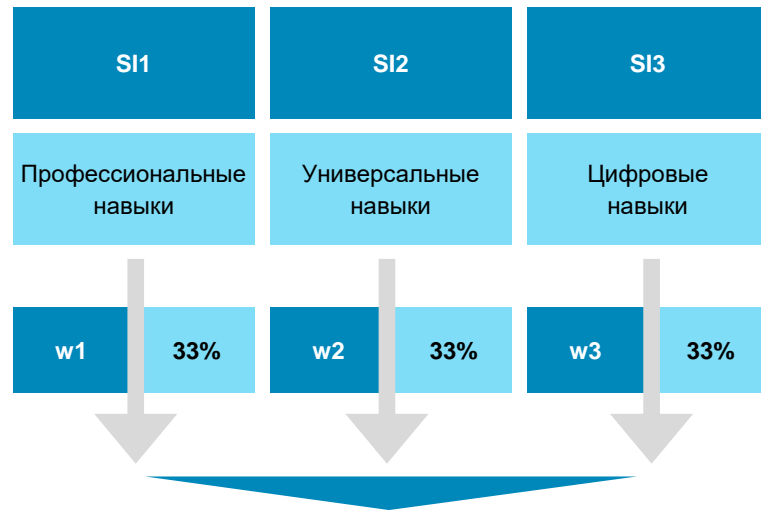 SI1 SI2 SI3
Профессиональные навыки
Универсальные навыки
Цифровые навыки
w1 33% w2 33% w3 33%